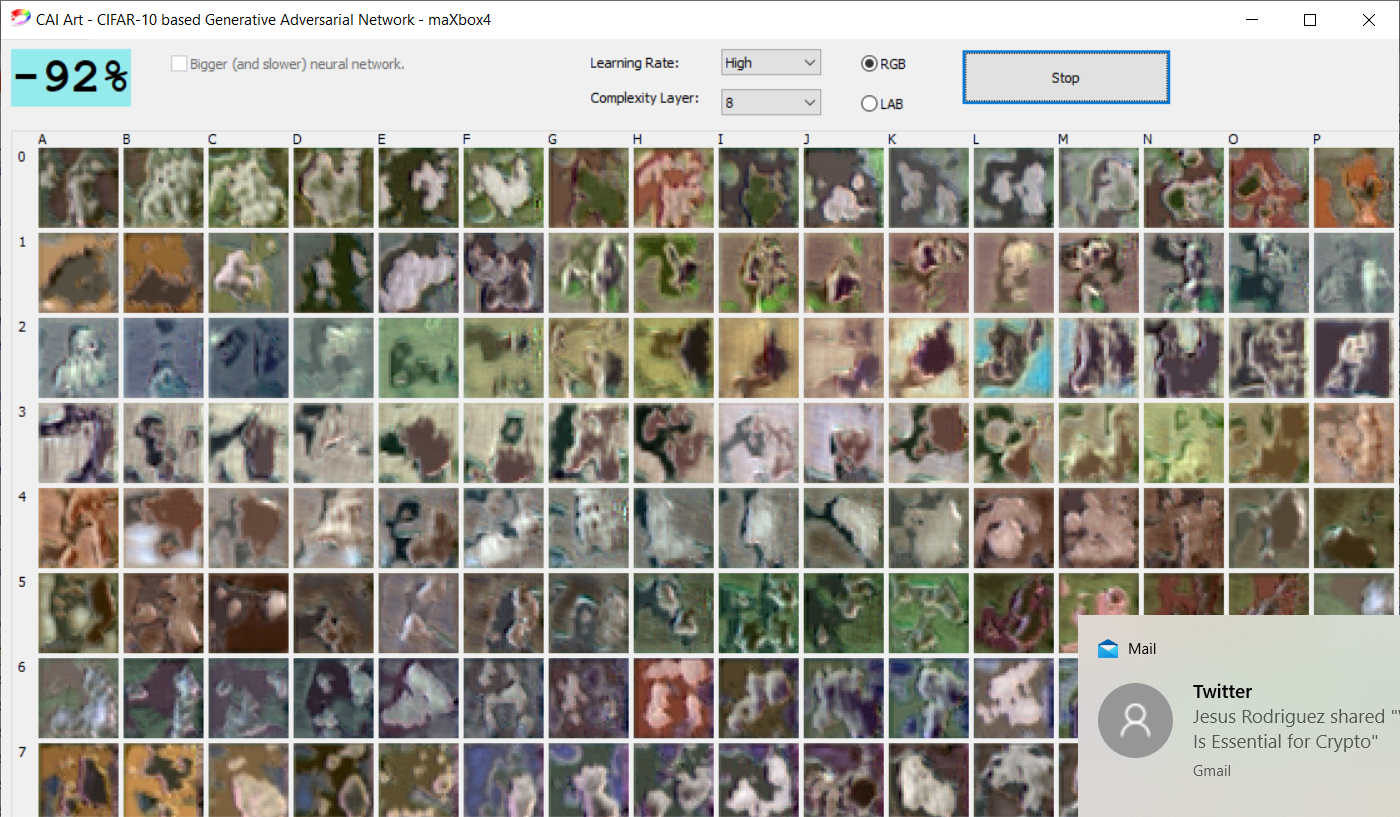 CAI Art - CIFAR-10 based Generative Adversarial Network - maXbox4
-92%
Bigger (and slower) neural network.
Learning Rate:
High
RGB
Stop
Complexity Layer:
8
LAB
A B C D E F G H I J K L M N O P
0
1
2
3
4
5
6
7
Mail
Twitter
Jesus Rodriguez shared "
Is Essential for Crypto"
Gmail